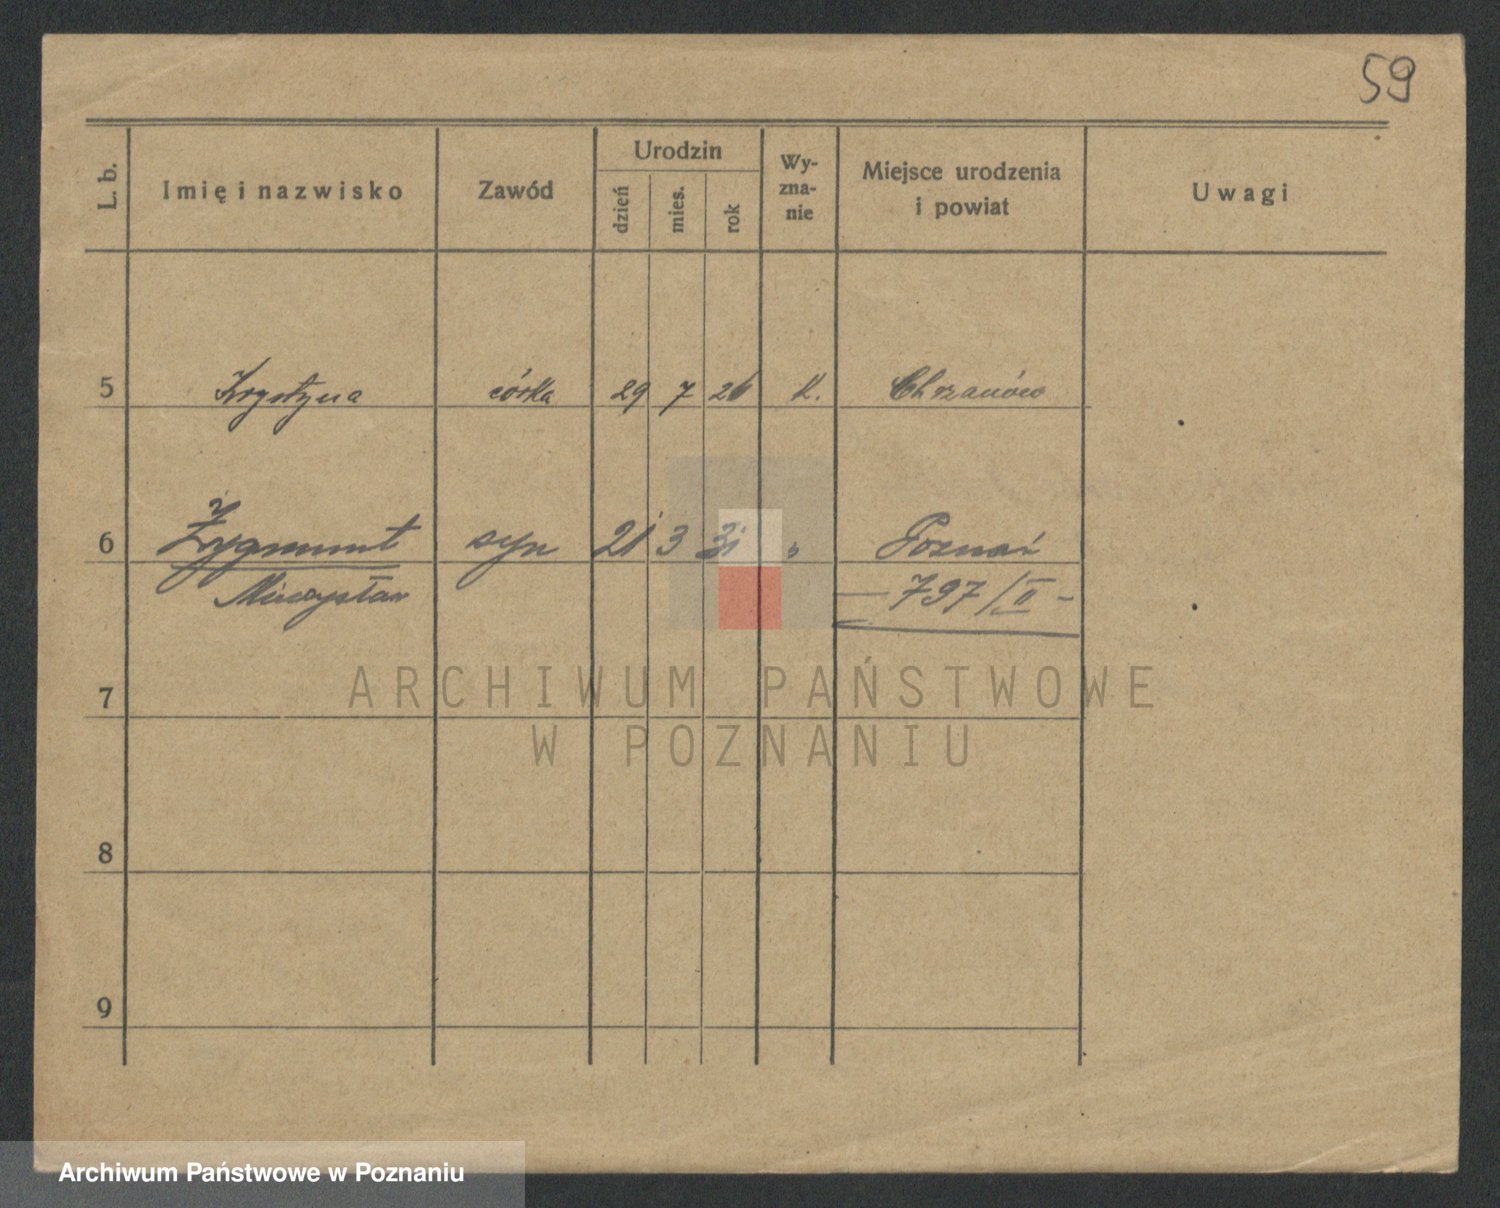 59
L. b.
Imię i nazwisko
Zawód
Urodzin
dzień
mies.
rok
Wy-
zna-
nie
Miejsce urodzenia
i powiat
Uwagi
5 Krystyna córka 29 7 26 K. Chrzanów
6 Zygmunt syn 21 3 31 " Poznań
Mieczysław — 797/II –
7
8
9
ARCHIWUM PAŃSTWOWE
W POZNANIU
Archiwum Państwowe w Poznaniu